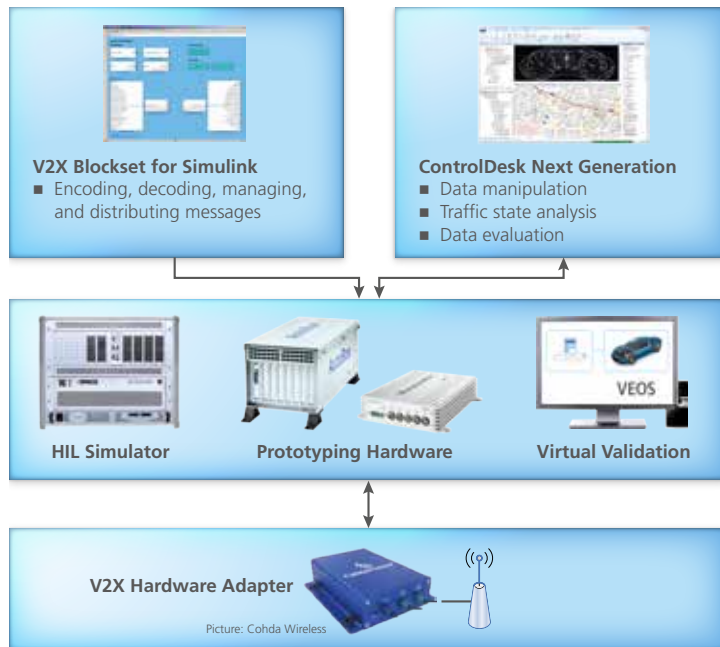 V2X Blockset for Simulink
■ Encoding, decoding, managing,
and distributing messages
ControlDesk Next Generation
■ Data manipulation
■ Traffic state analysis
■ Data evaluation
VEOS
HIL Simulator
Prototyping Hardware
Virtual Validation
V2X Hardware Adapter
Picture: Cohda Wireless